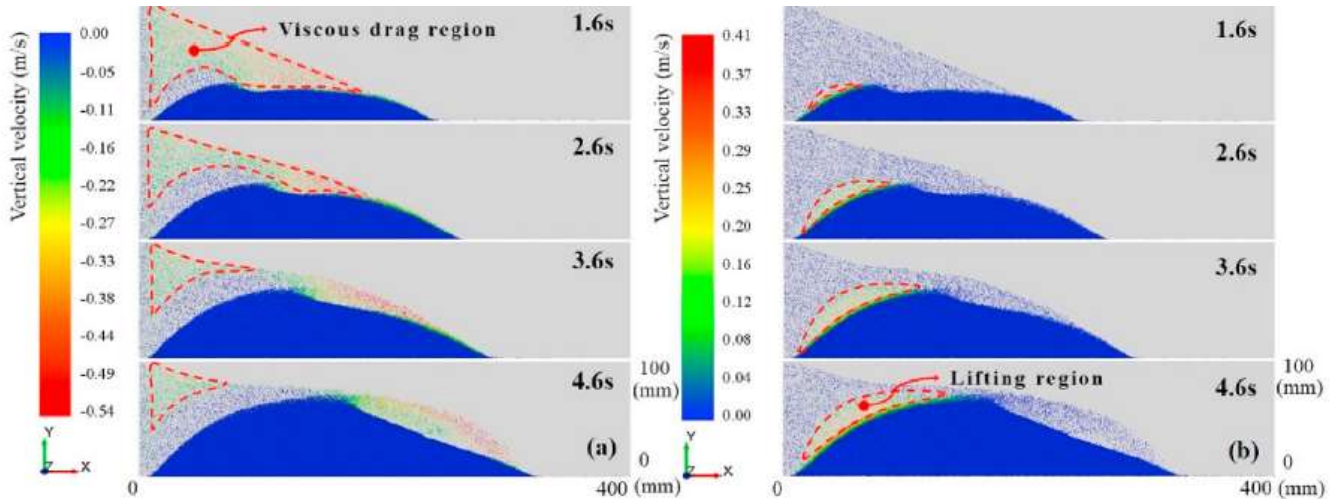 Vertical velocity (m/s)
0.00
-0.05
-0.11
-0.16
-0.22
-0.27
-0.33
-0.38
-0.49
-0.54
Y
Z
X
Viscous drag region
1.6s
2.6s
3.6s
4.6s
(a)
100
(mm)
0
(mm)
0
400
Vertical velocity (m/s)
0.41
0.37
0.33
0.29
0.25
0.20
0.16
0.12
0.08
0.04
0.00
Y
Z
X
1.6s
2.6s
3.6s
Lifting region
4.6s
(b)
100
(mm)
0
(mm)
0
400